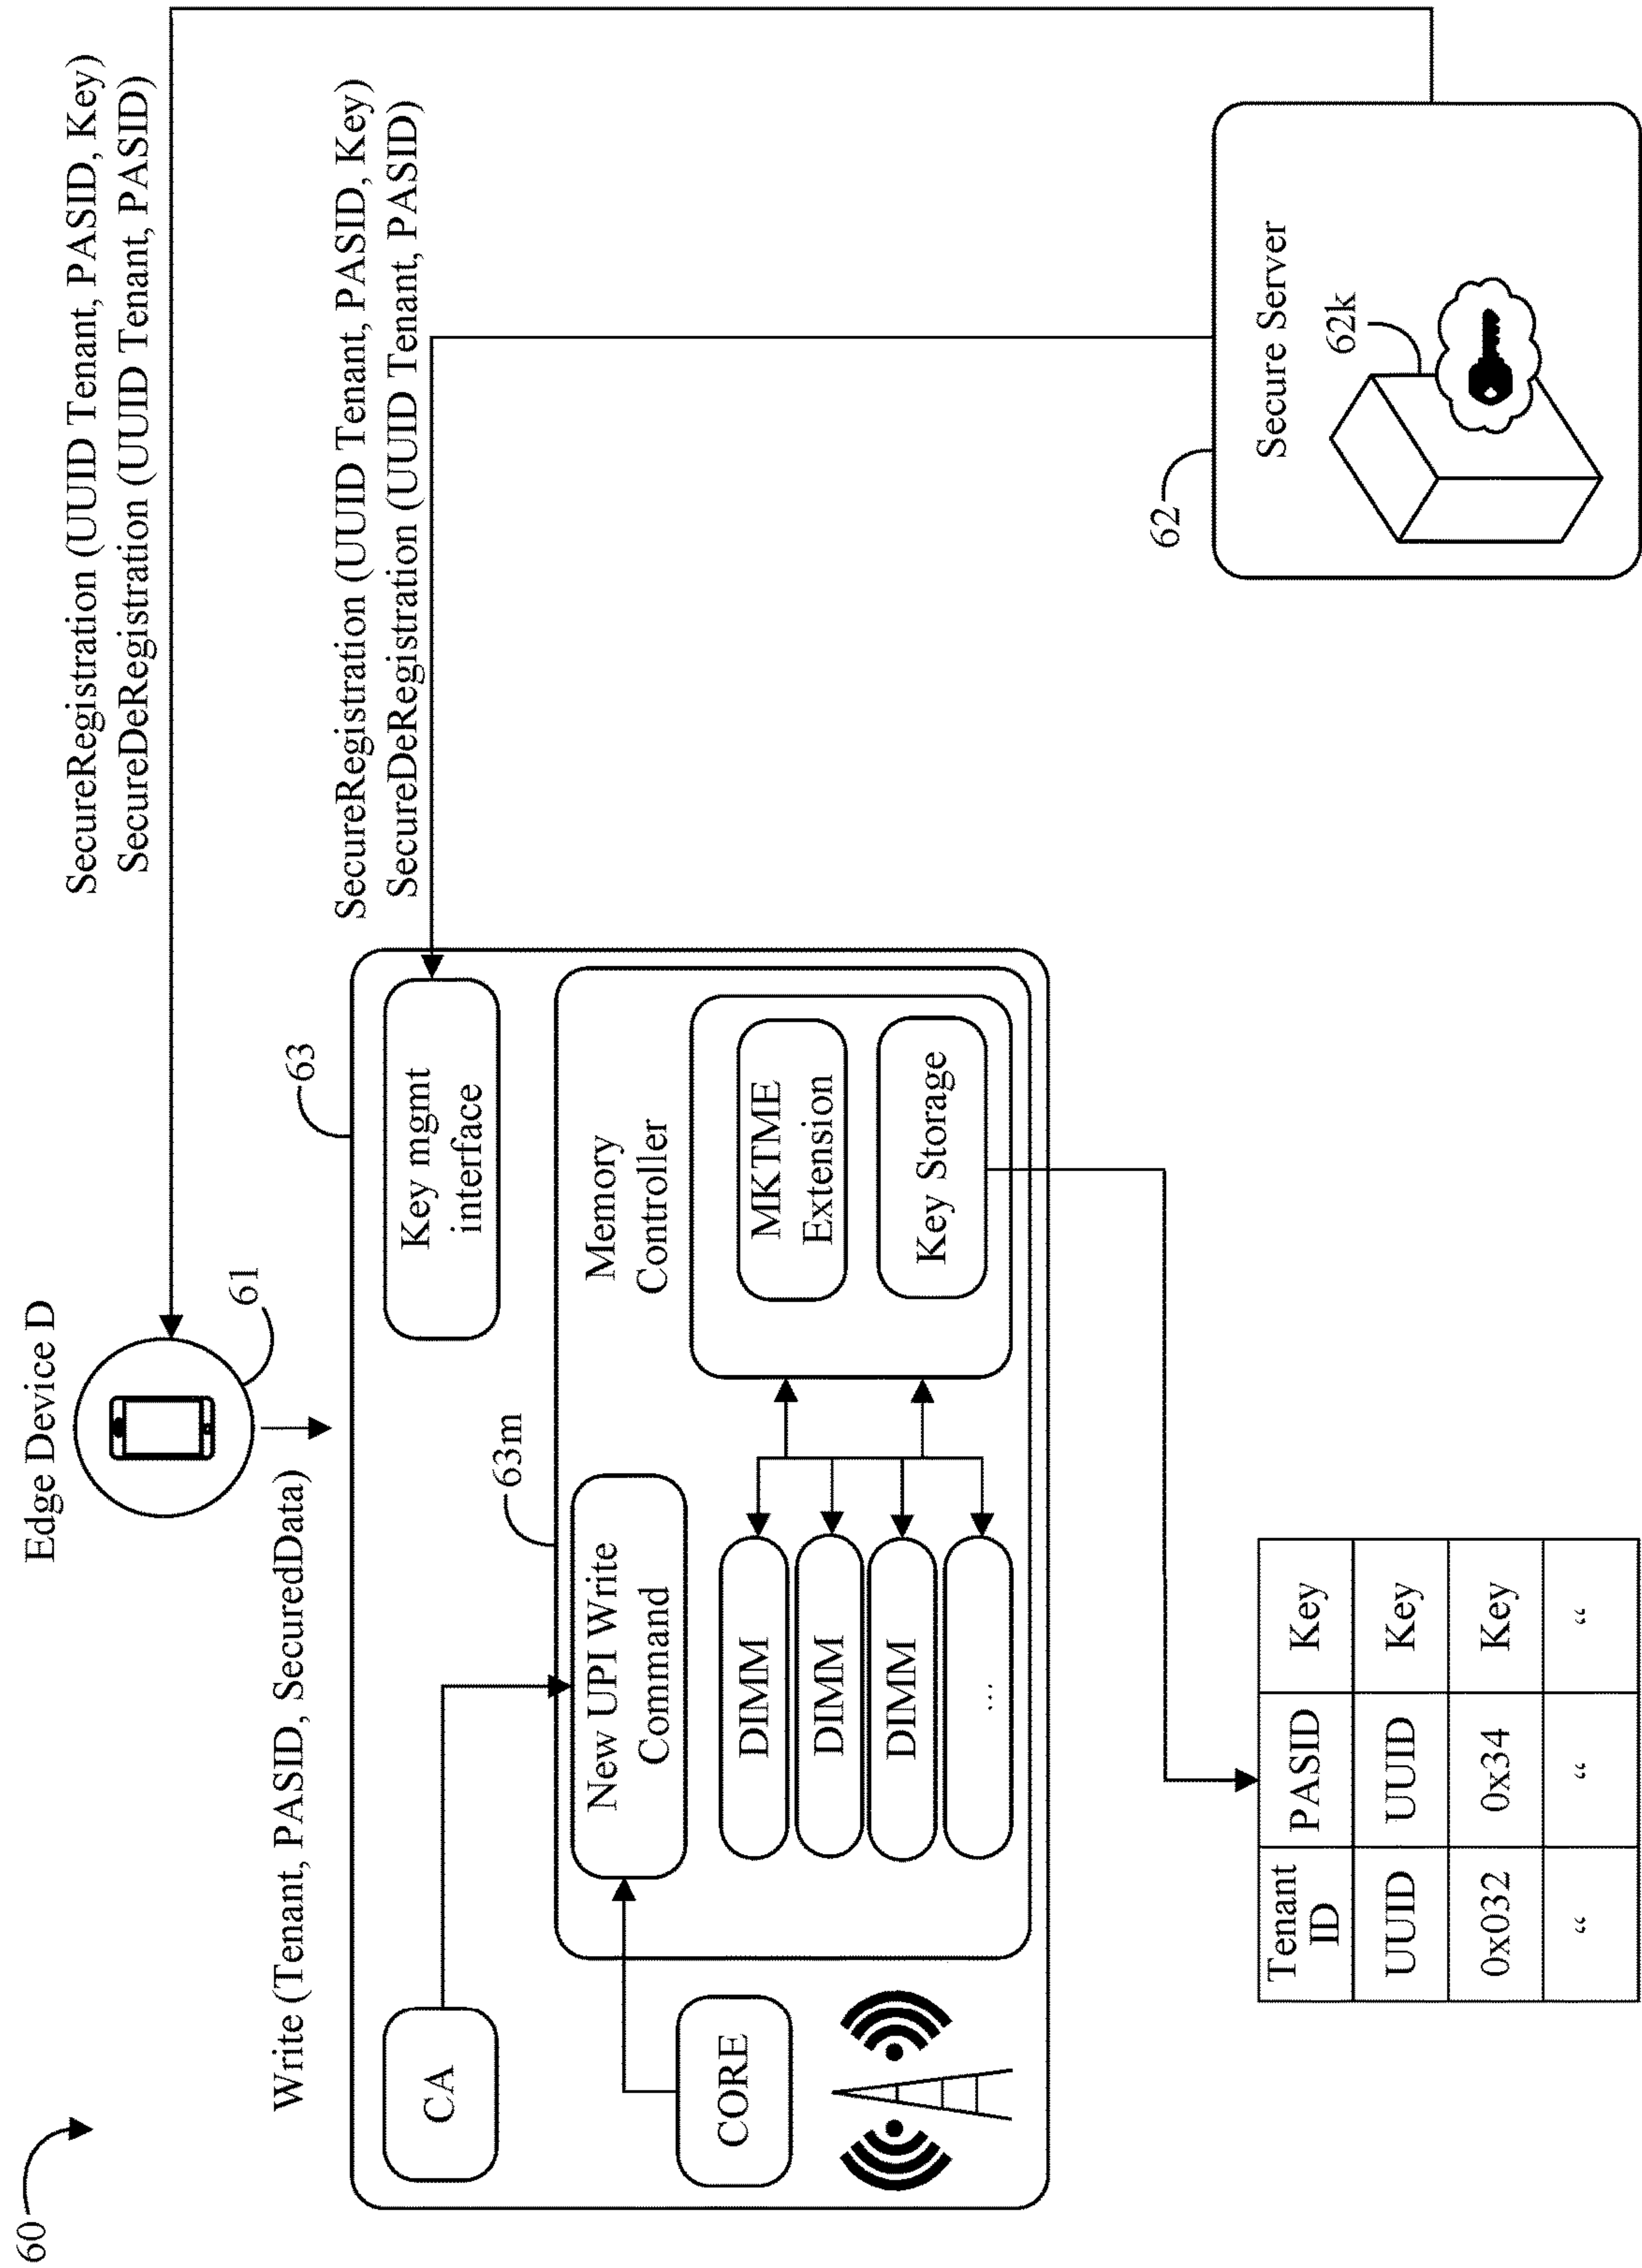 60
Edge Device D
61
SecureRegistration (UUID Tenant, PASID, Key)
SecureDeRegistration (UUID Tenant, PASID)
Write (Tenant, PASID, SecuredData)
63
SecureRegistration (UUID Tenant, PASID, Key)
SecureDeRegistration (UUID Tenant, PASID)
CA
Key mgmt
interface
63m
New UPI Write
Command
Memory
Controller
CORE
DIMM
DIMM
DIMM
...
MKTME
Extension
Key Storage
62
Secure Server
62k
Tenant
ID
PASID
Key
UUID
UUID
Key
0x032
0x34
Key
”
”
”